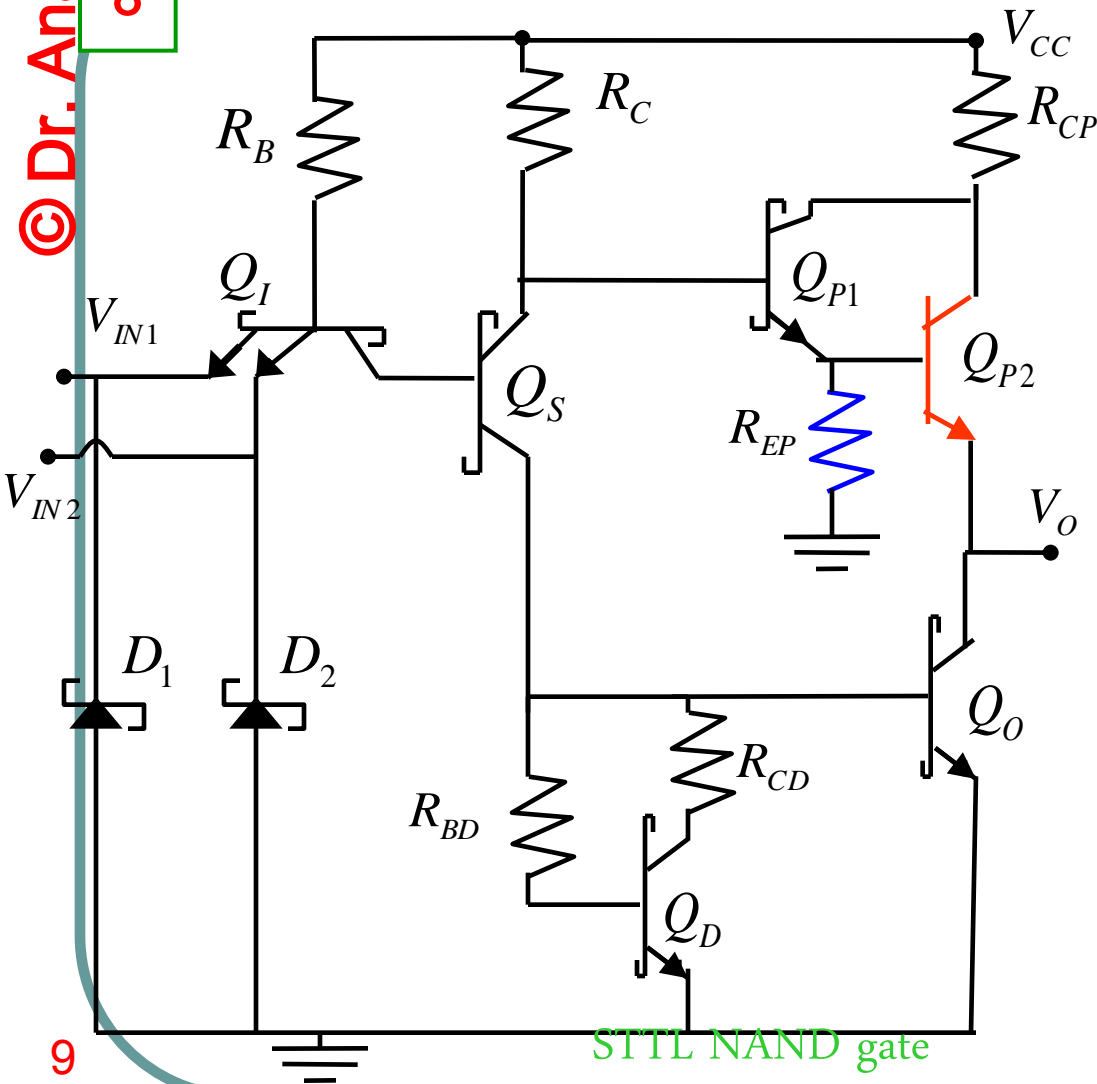 © Dr. Ana
V_CC
R_B
R_C
R_CP
Q_I
Q_P1
V_IN1
Q_S
Q_P2
R_EP
V_IN2
V_O
D_1
D_2
Q_O
R_CD
R_BD
Q_D
STTL NAND gate
9